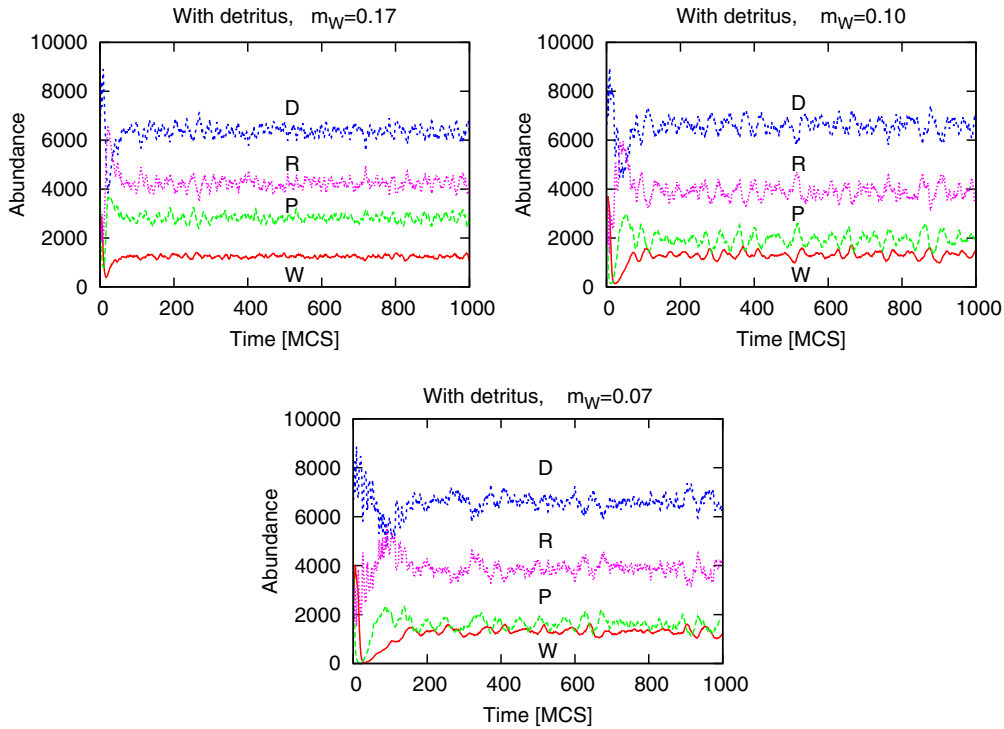 With detritus, m_W=0.17
10000
8000
6000
4000
2000
0
Abundance
D
R
P
W
0 200 400 600 800 1000
Time [MCS]
With detritus, m_W=0.10
10000
8000
6000
4000
2000
0
Abundance
D
R
P
W
0 200 400 600 800 1000
Time [MCS]
With detritus, m_W=0.07
10000
8000
6000
4000
2000
0
Abundance
D
R
P
W
0 200 400 600 800 1000
Time [MCS]